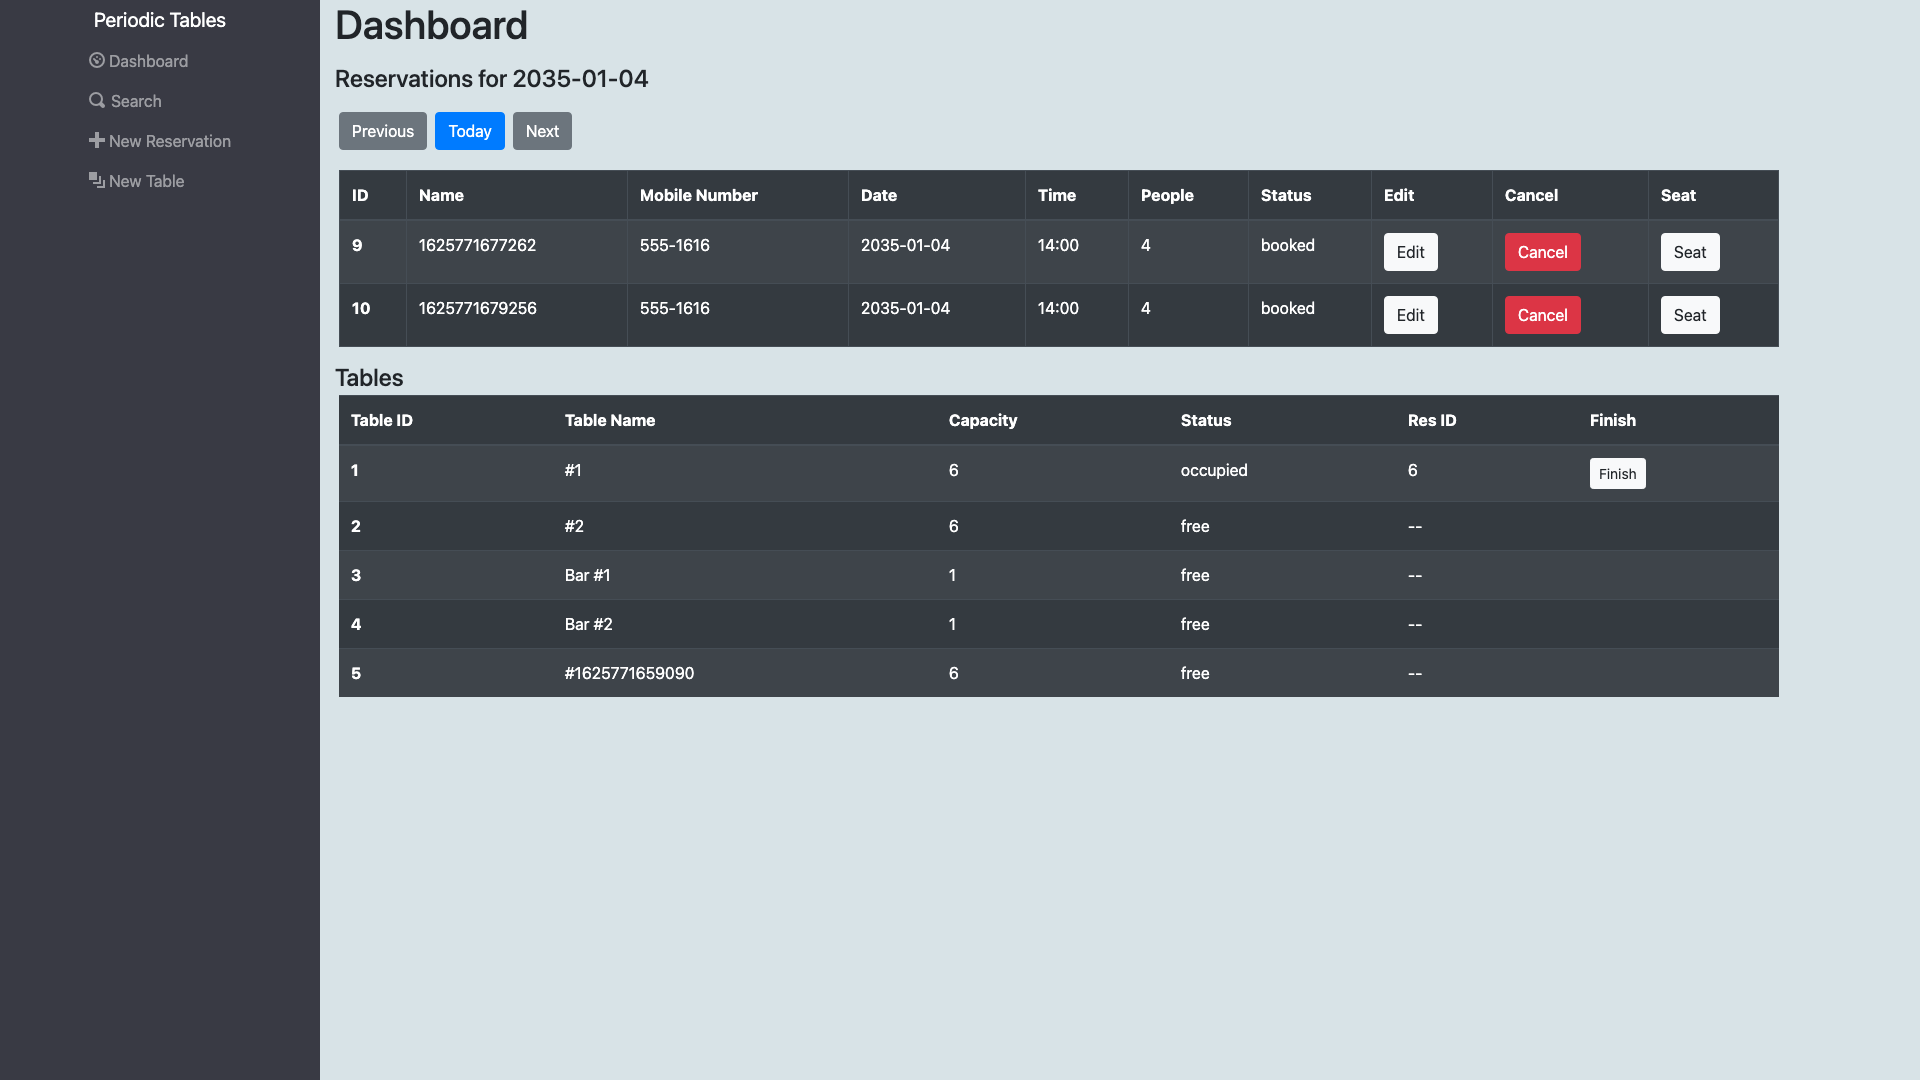 Periodic Tables
Dashboard
Search
New Reservation
New Table
Dashboard
Reservations for 2035-01-04
Previous Today Next
ID Name Mobile Number Date Time People Status Edit Cancel Seat
9 1625771677262 555-1616 2035-01-04 14:00 4 booked Edit Cancel Seat
10 1625771679256 555-1616 2035-01-04 14:00 4 booked Edit Cancel Seat
Tables
Table ID Table Name Capacity Status Res ID Finish
1 #1 6 occupied 6 Finish
2 #2 6 free --
3 Bar #1 1 free --
4 Bar #2 1 free --
5 #1625771659090 6 free --